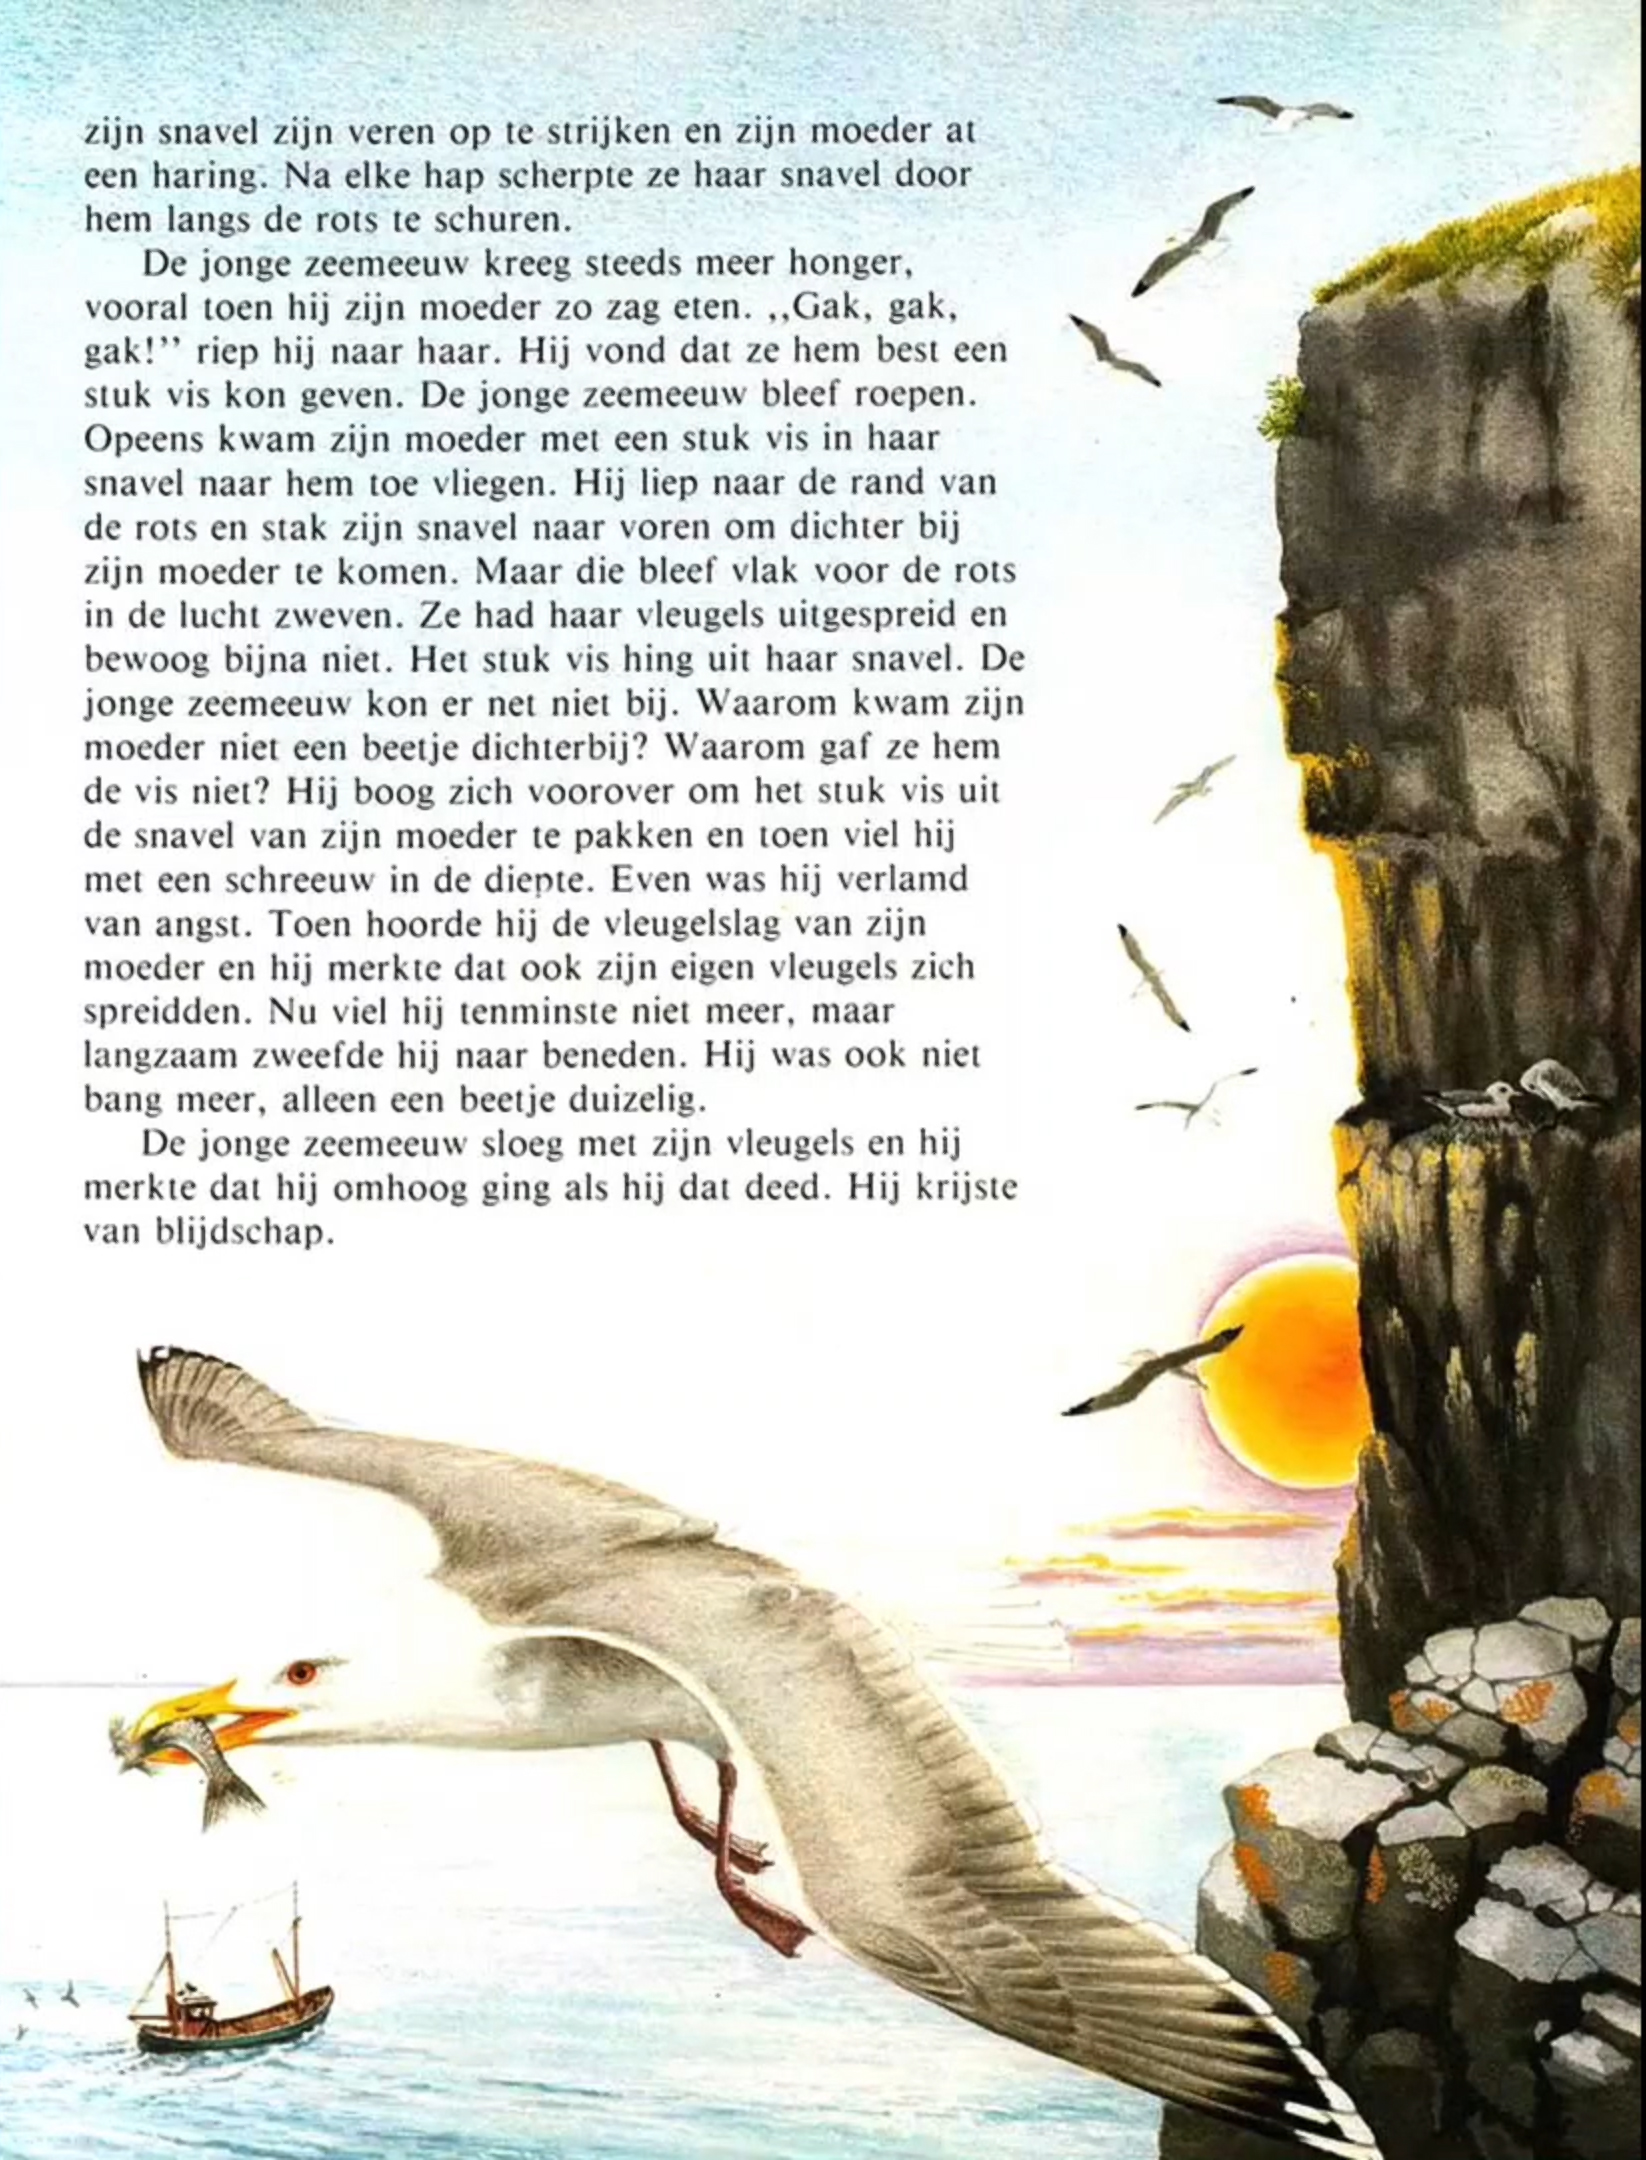 zijn snavel zijn veren op te strijken en zijn moeder at
een haring. Na elke hap scherpte ze haar snavel door
hem langs de rots te schuren.
De jonge zeemeeuw kreeg steeds meer honger,
vooral toen hij zijn moeder zo zag eten. ,,Gak, gak,
gak!” riep hij naar haar. Hij vond dat ze hem best een
stuk vis kon geven. De jonge zeemeeuw bleef roepen.
Opeens kwam zijn moeder met een stuk vis in haar
snavel naar hem toe vliegen. Hij liep naar de rand van
de rots en stak zijn snavel naar voren om dichter bij
zijn moeder te komen. Maar die bleef vlak voor de rots
in de lucht zweven. Ze had haar vleugels uitgespreid en
bewoog bijna niet. Het stuk vis hing uit haar snavel. De
jonge zeemeeuw kon er net niet bij. Waarom kwam zijn
moeder niet een beetje dichterbij? Waarom gaf ze hem
de vis niet? Hij boog zich voorover om het stuk vis uit
de snavel van zijn moeder te pakken en toen viel hij
met een schreeuw in de diepte. Even was hij verlamd
van angst. Toen hoorde hij de vleugelslag van zijn
moeder en hij merkte dat ook zijn eigen vleugels zich
spreidden. Nu viel hij tenminste niet meer, maar
langzaam zweefde hij naar beneden. Hij was ook niet
bang meer, alleen een beetje duizelig.
De jonge zeemeeuw sloeg met zijn vleugels en hij
merkte dat hij omhoog ging als hij dat deed. Hij krijste
van blijdschap.